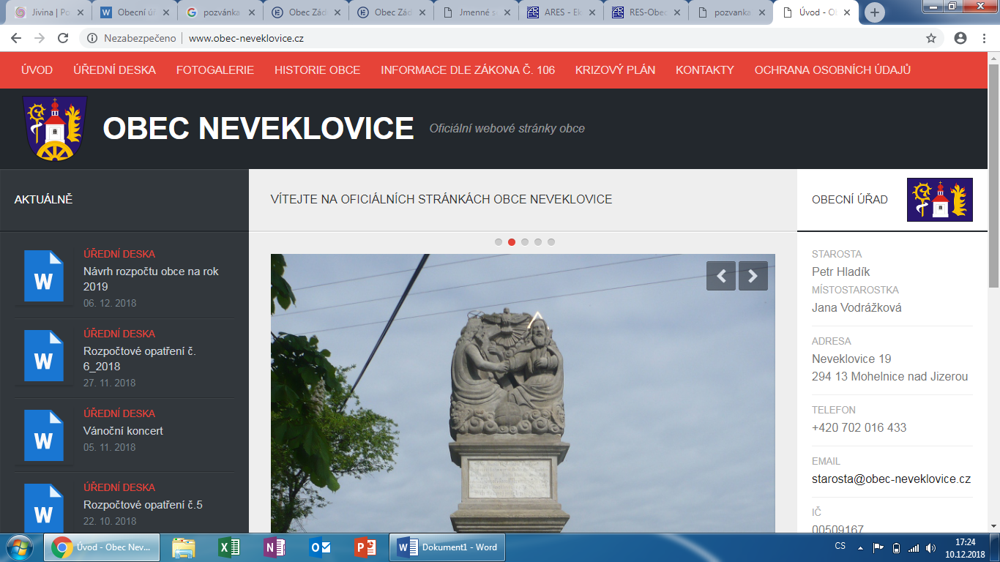 Jivina | Po
Obecní úř
pozvánka
Obec Zád
Obec Zád
Jmenné s
ARES - Ek
RES-Obec
pozvanka
Úvod - O
Nezabezpečeno
www.obec-neveklovice.cz
ÚVOD
ÚŘEDNÍ DESKA
FOTOGALERIE
HISTORIE OBCE
INFORMACE DLE ZÁKONA Č. 106
KRIZOVÝ PLÁN
KONTAKTY
OCHRANA OSOBNÍCH ÚDAJŮ
OBEC NEVEKLOVICE
Oficiální webové stránky obce
AKTUÁLNĚ
ÚŘEDNÍ DESKA
Návrh rozpočtu obce na rok
2019
06. 12. 2018
ÚŘEDNÍ DESKA
Rozpočtové opatření č.
6_2018
27. 11. 2018
ÚŘEDNÍ DESKA
Vánoční koncert
05. 11. 2018
ÚŘEDNÍ DESKA
Rozpočtové opatření č.5
22. 10. 2018
VÍTEJTE NA OFICIÁLNÍCH STRÁNKÁCH OBCE NEVEKLOVICE
OBECNÍ ÚŘAD
STAROSTA
Petr Hladík
MÍSTOSTAROSTKA
Jana Vodrážková
ADRESA
Neveklovice 19
294 13 Mohelnice nad Jizerou
TELEFON
+420 702 016 433
EMAIL
starosta@obec-neveklovice.cz
IČ
00509167
Úvod - Obec Nev...
Dokument1 - Word
CS
17:24
10.12.2018